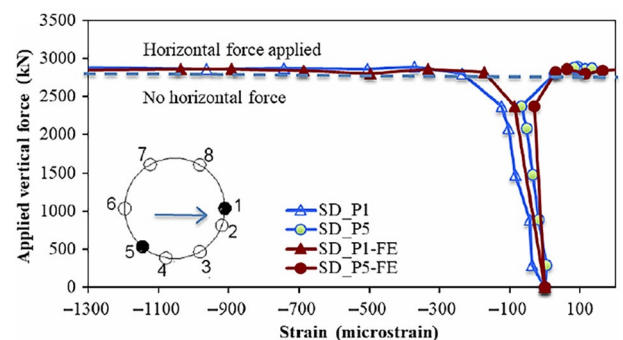 3500
3000
2500
2000
1500
1000
500
0
Applied vertical force (kN)
Horizontal force applied
No horizontal force
7
8
6
1
2
5
4
3
SD_P1
SD_P5
SD_P1-FE
SD_P5-FE
−1300 −1100 −900 −700 −500 −300 −100 100
Strain (microstrain)